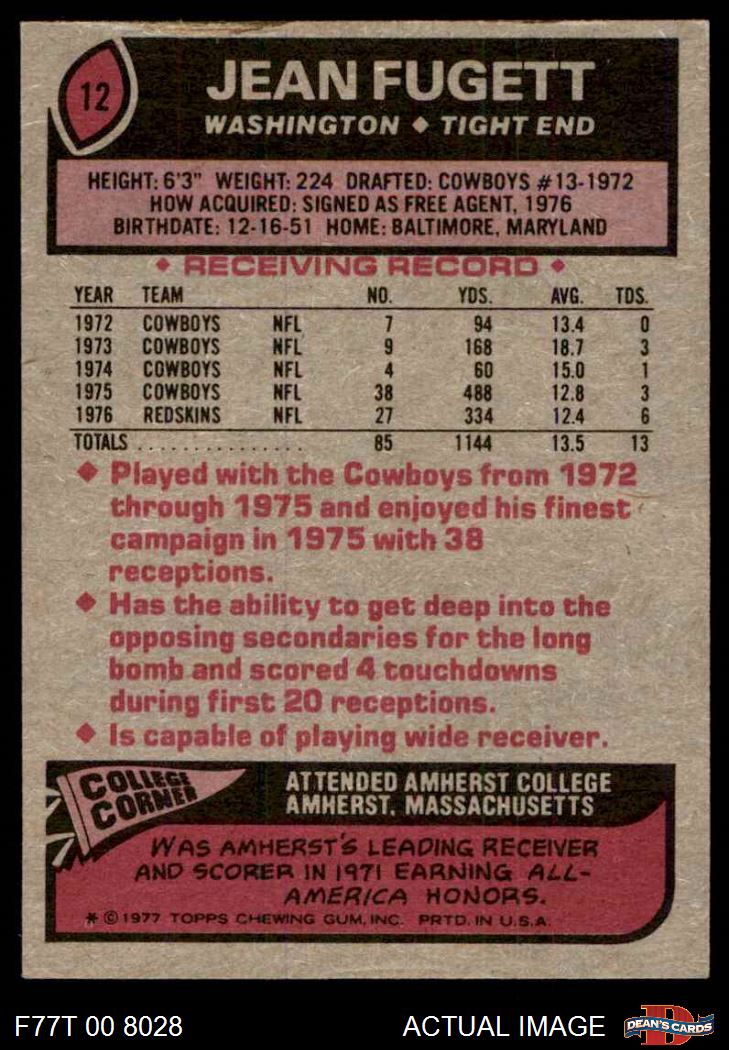 12
JEAN FUGETT
WASHINGTON ◆ TIGHT END
HEIGHT: 6'3" WEIGHT: 224 DRAFTED: COWBOYS #13-1972
HOW ACQUIRED: SIGNED AS FREE AGENT, 1976
BIRTHDATE: 12-16-51 HOME: BALTIMORE, MARYLAND
◆ RECEIVING RECORD ◆
YEAR TEAM NO. YDS. AVG. TDS.
1972 COWBOYS NFL 7 94 13.4 0
1973 COWBOYS NFL 9 168 18.7 3
1974 COWBOYS NFL 4 60 15.0 1
1975 COWBOYS NFL 38 488 12.8 3
1976 REDSKINS NFL 27 334 12.4 6
TOTALS . . . . . . . . . . . . . . . 85 1144 13.5 13
◆ Played with the Cowboys from 1972
through 1975 and enjoyed his finest
campaign in 1975 with 38
receptions.
◆ Has the ability to get deep into the
opposing secondaries for the long
bomb and scored 4 touchdowns
during first 20 receptions.
◆ Is capable of playing wide receiver.
COLLEGE
CORNER
ATTENDED AMHERST COLLEGE
AMHERST, MASSACHUSETTS
WAS AMHERST'S LEADING RECEIVER
AND SCORER IN 1971 EARNING ALL-
AMERICA HONORS.
* © 1977 TOPPS CHEWING GUM, INC. PRTD. IN U.S.A.
F77T 00 8028
ACTUAL IMAGE
D
DEAN'S CARDS